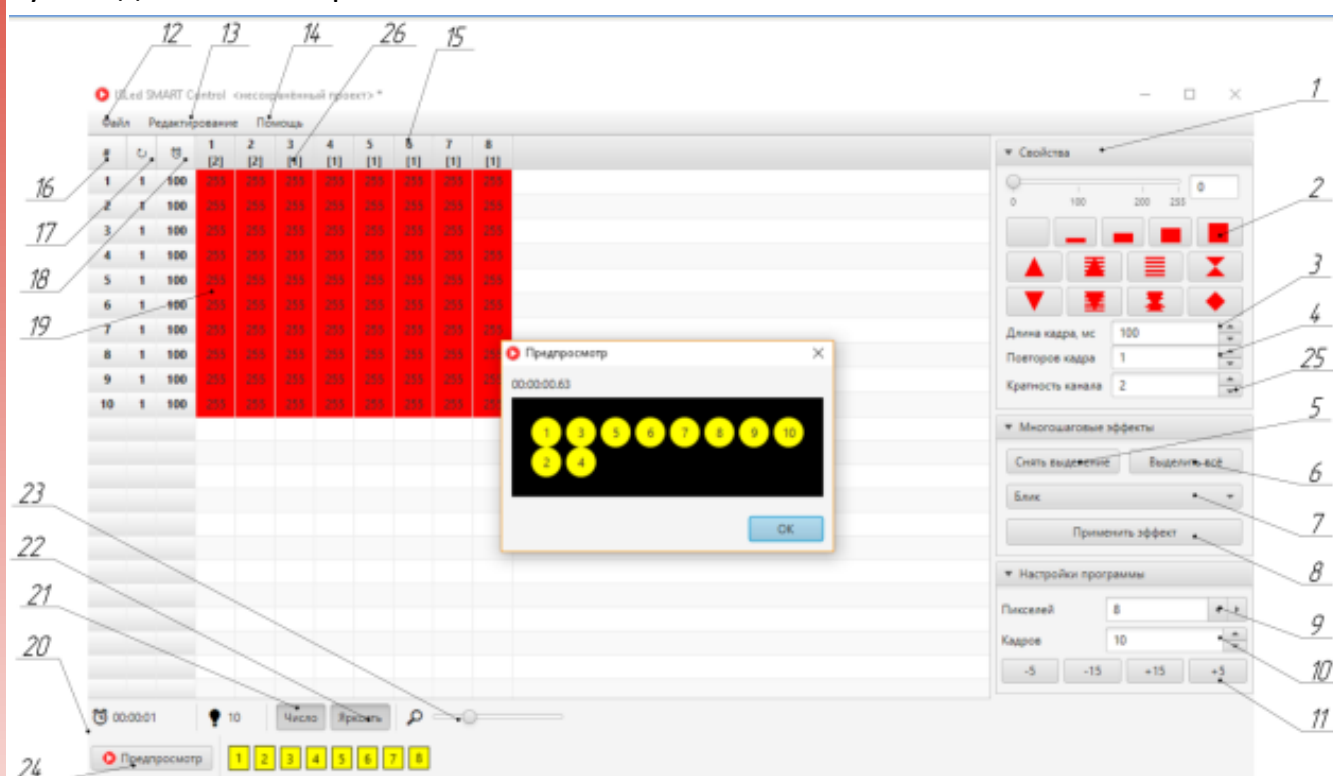 12 13 14 26 15
ULed SMART Control <несохранённый проект> *
1
Файл Редактирование Помощь
# 1 2 3 4 5 6 7 8
[2] [2] [1] [1] [1] [1] [1] [1]
Свойства
16
1 1 100 255 255 255 255 255 255 255 255
0
2
0 100 200 255
2 1 100 255 255 255 255 255 255 255 255
17
3 1 100 255 255 255 255 255 255 255 255
18
4 1 100 255 255 255 255 255 255 255 255
3
5 1 100 255 255 255 255 255 255 255 255
19
6 1 100 255 255 255 255 255 255 255 255
4
7 1 100 255 255 255 255 255 255 255 255
Длина кадра, мс 100
8 1 100 255 255 255 255 255 255 255 255
Повторов кадра 1
25
9 1 100 255 255 255 255 255 255 255 255
Кратность канала 2
10 1 100 255 255 255 255 255 255 255 255
Предпросмотр
00:00:00.63
1 3 5 6 7 8 9 10
2 4
OK
5
Многошаговые эффекты
Снять выделение Выделить всё
6
Блик
7
Применить эффект
8
Настройки программы
Пикселей 8
9
Кадров 10
10
-5 -15 +15 +5
11
23
22
21
20
00:00:01 10 Число Яркость
Предпросмотр 1 2 3 4 5 6 7 8
24